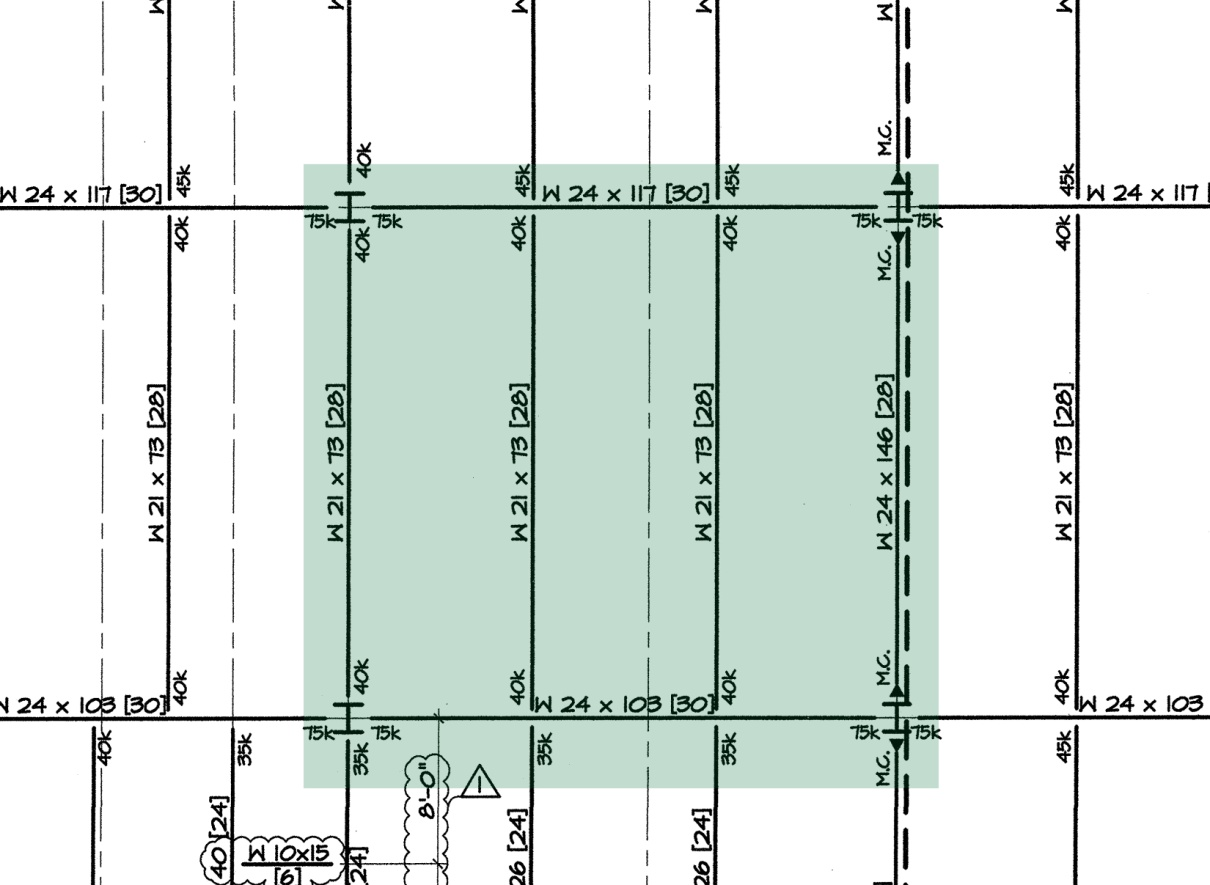 40k
M.C.
W 24 x 117 [30]
45k
45k
W 24 x 117 [30]
45k
45k
W 24 x 117 [
75k
75k
75k
75k
40k
40k
40k
40k
40k
M.C.
W 21 x 73 [28]
W 21 x 73 [28]
W 21 x 73 [28]
W 21 x 73 [28]
W 24 x 146 [28]
W 21 x 73 [28]
40k
40k
40k
40k
M.C.
40k
W 24 x 103 [30]
W 24 x 103 [30]
W 24 x 103
75k
75k
75k
75k
40k
35k
35k
35k
35k
M.C.
45k
8'-0"
1
40 [24]
W 10x15
[6]
24]
26 [24]
26 [24]